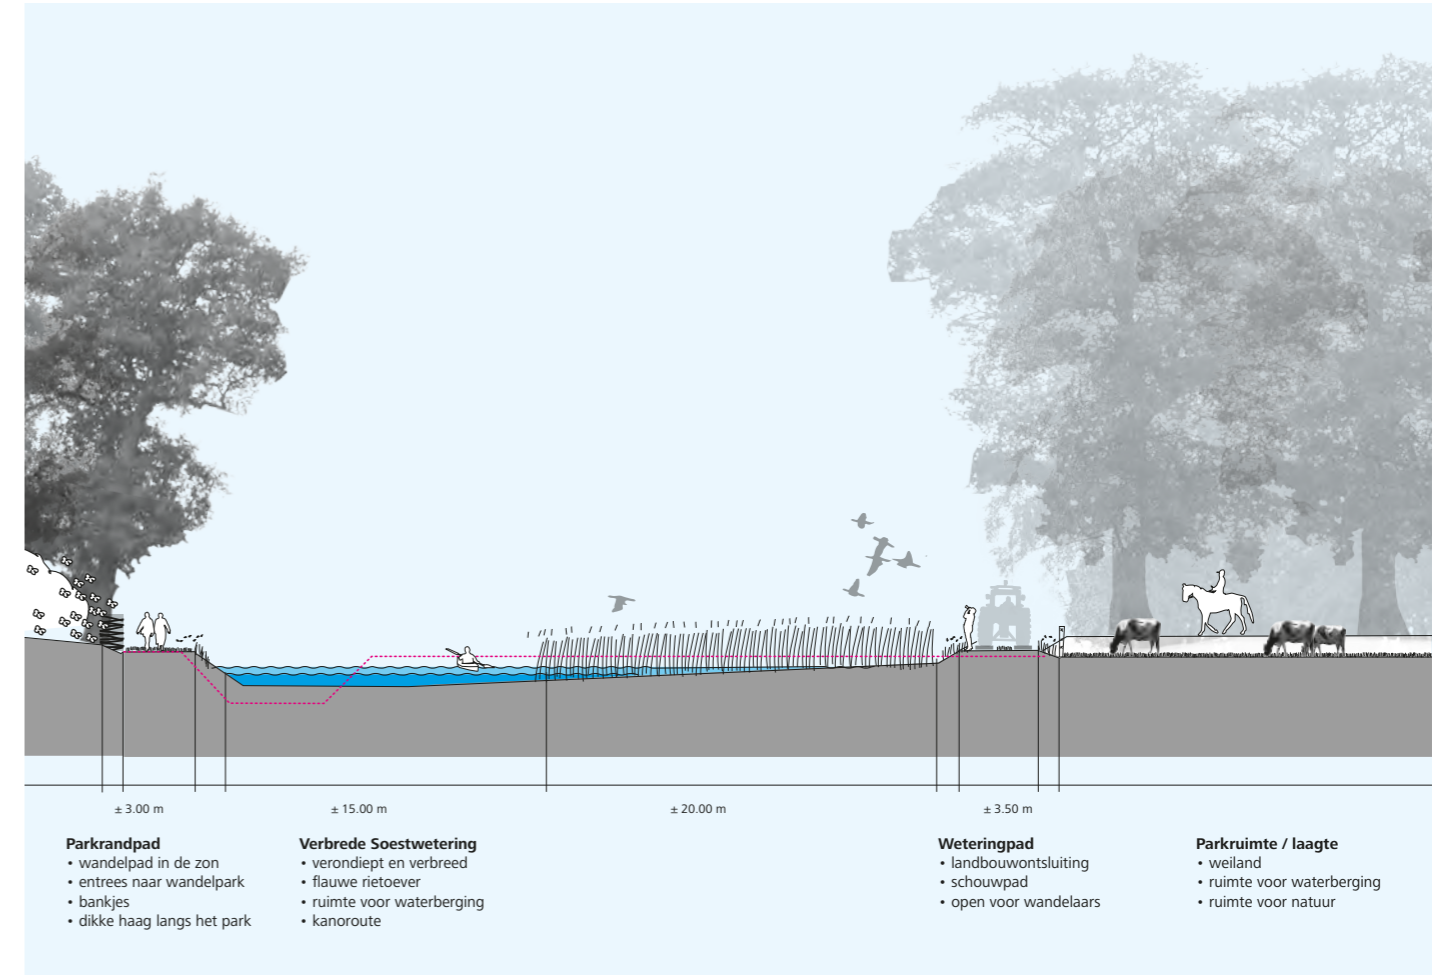 ± 3.00 m
± 15.00 m
± 20.00 m
± 3.50 m
Parkrandpad
• wandelpad in de zon
• entrees naar wandelpark
• bankjes
• dikke haag langs het park
Verbrede Soestwetering
• verondiept en verbreed
• flauwe rietoever
• ruimte voor waterberging
• kanoroute
Weteringpad
• landbouwontsluiting
• schouwpad
• open voor wandelaars
Parkruimte / laagte
• weiland
• ruimte voor waterberging
• ruimte voor natuur